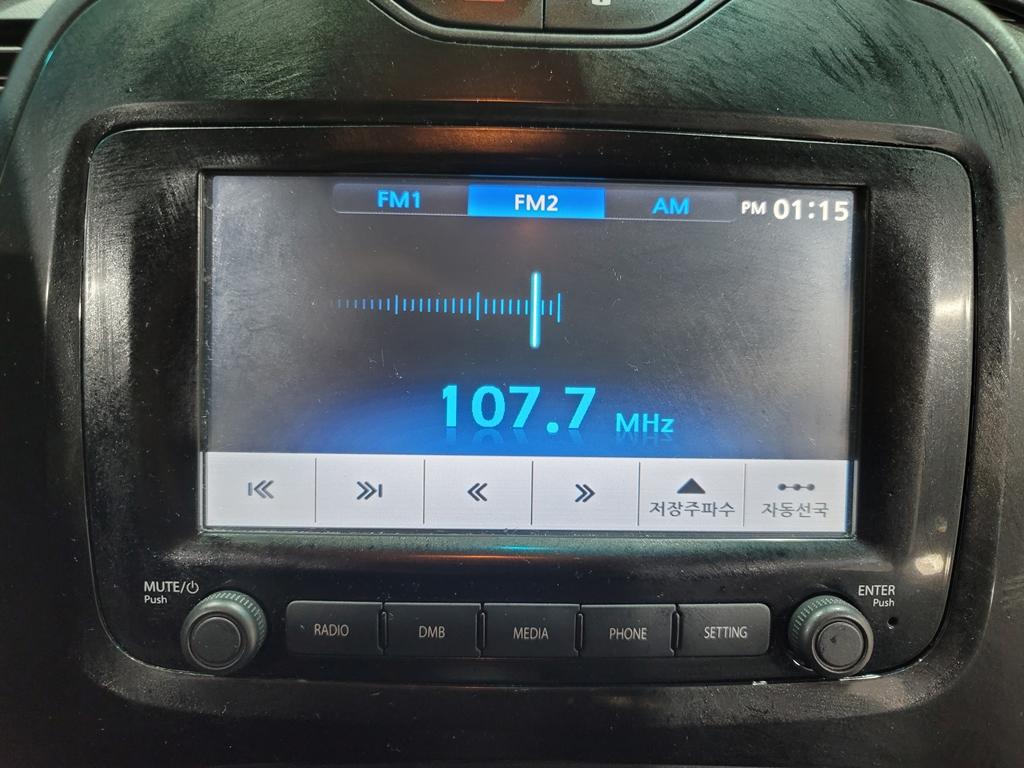 FM1 FM2 AM PM 01:15
107.7 MHz
저장주파수 자동선국
MUTE/⏻
Push
ENTER
Push
RADIO DMB MEDIA PHONE SETTING